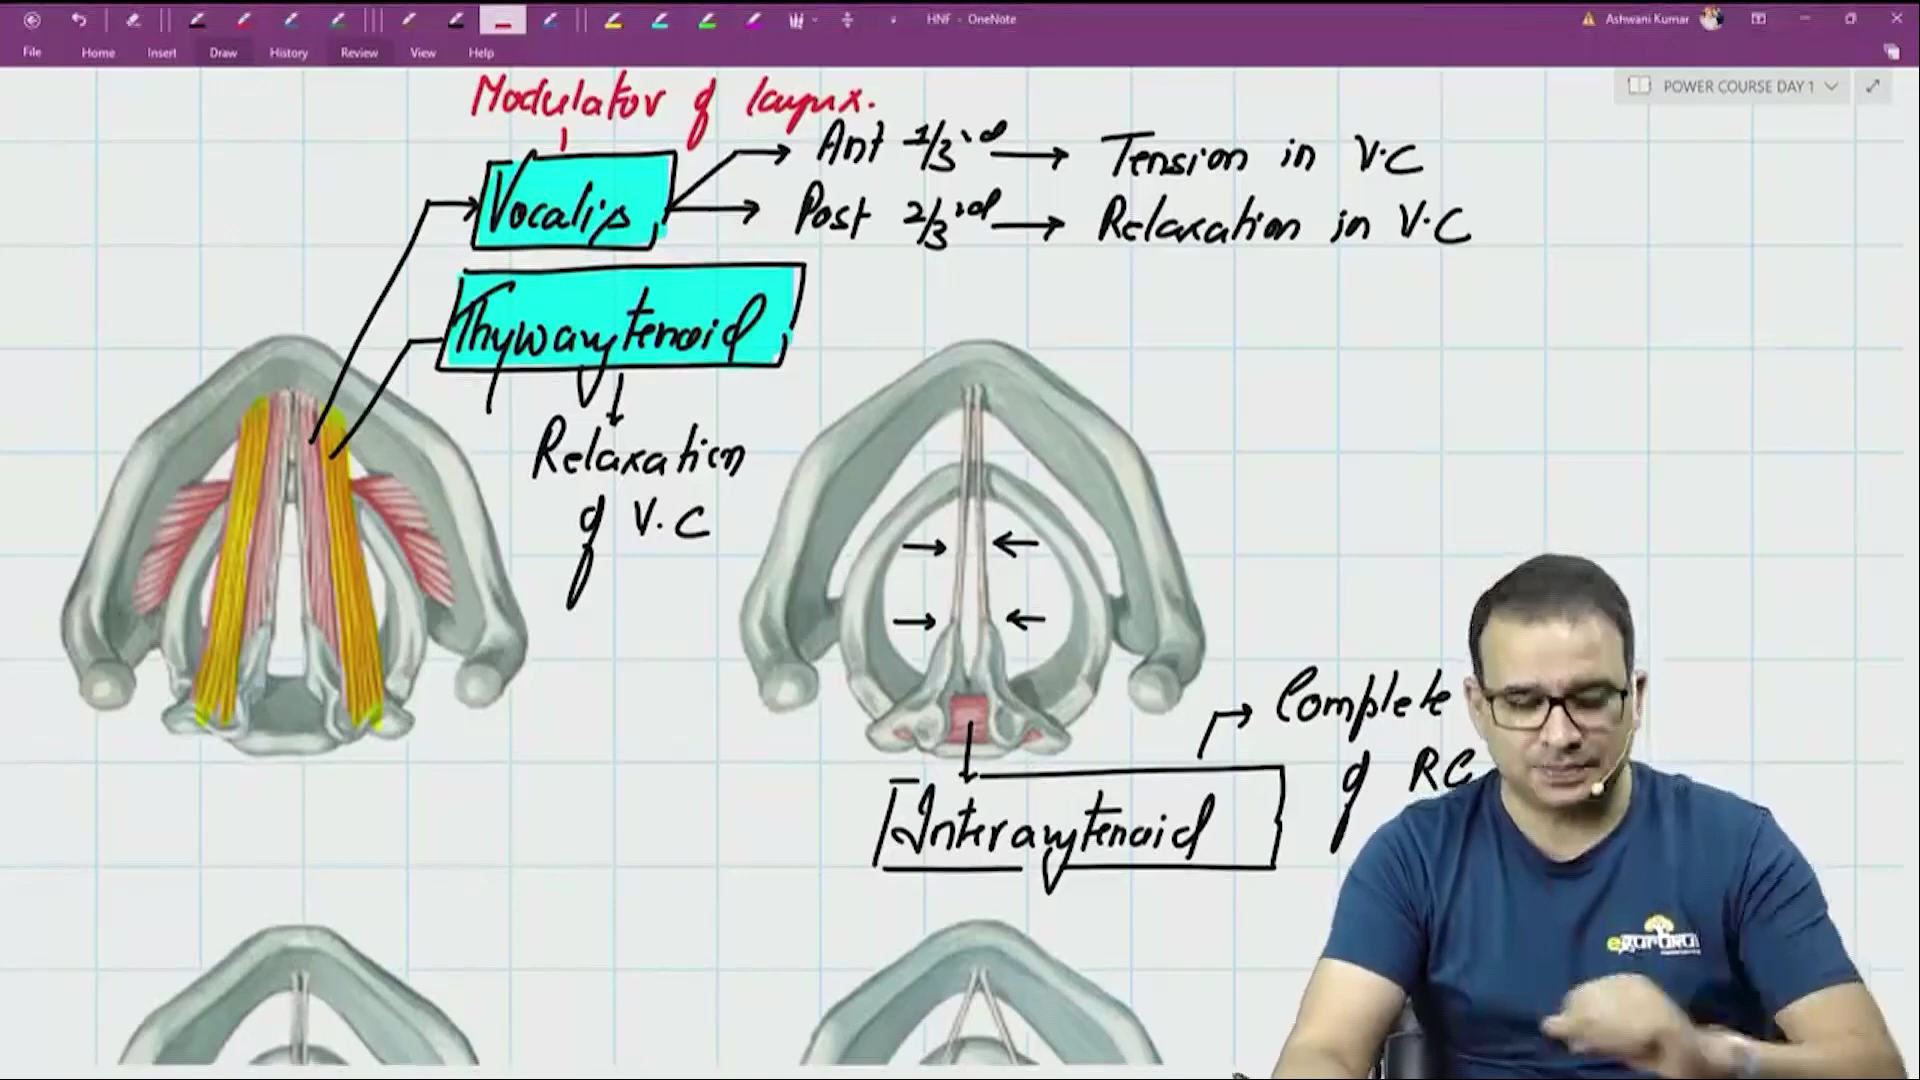 HNF - OneNote
Ashwani Kumar
File Home Insert Draw History Review View Help
POWER COURSE DAY 1
Modulator of larynx.
Vocalis
Ant 1/3rd → Tension in V.C
Post 2/3rd → Relaxation in V.C
Thyroarytenoid
Relaxation
of V.C
Complete
of RC
Interarytenoid